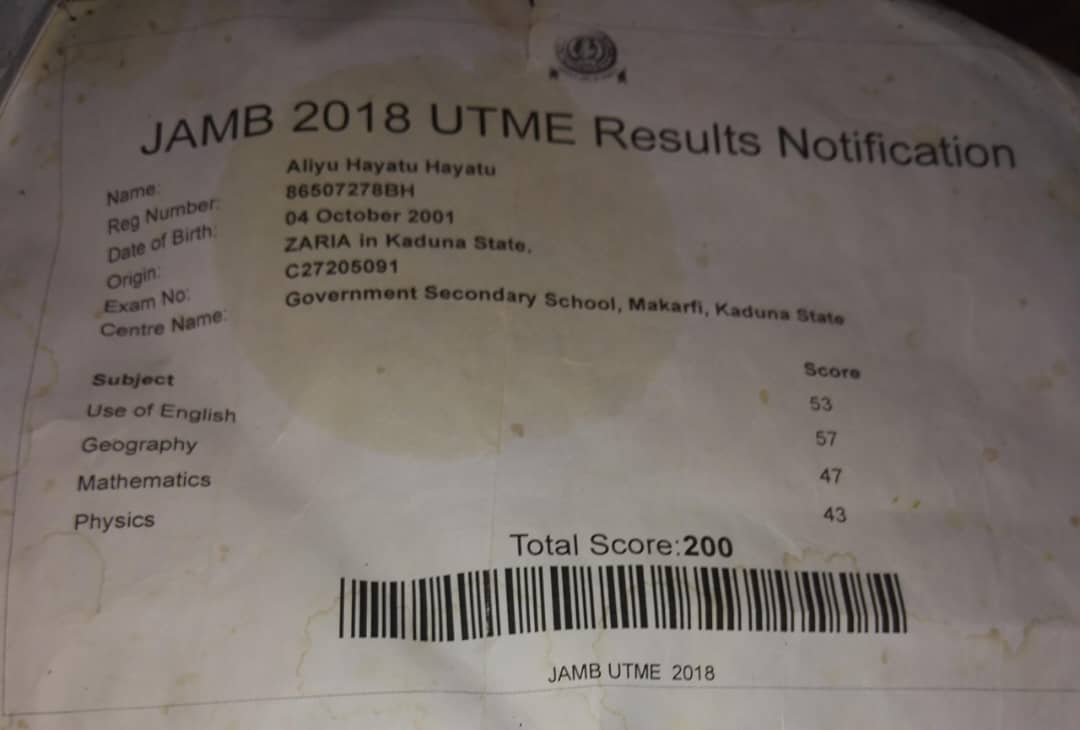 JAMB 2018 UTME Results Notification
Name: Aliyu Hayatu Hayatu
Reg Number: 86507278BH
Date of Birth: 04 October 2001
Origin: ZARIA in Kaduna State,
Exam No: C27205091
Centre Name: Government Secondary School, Makarfi, Kaduna State
Subject Score
Use of English 53
Geography 57
Mathematics 47
Physics 43
Total Score:200
JAMB UTME 2018